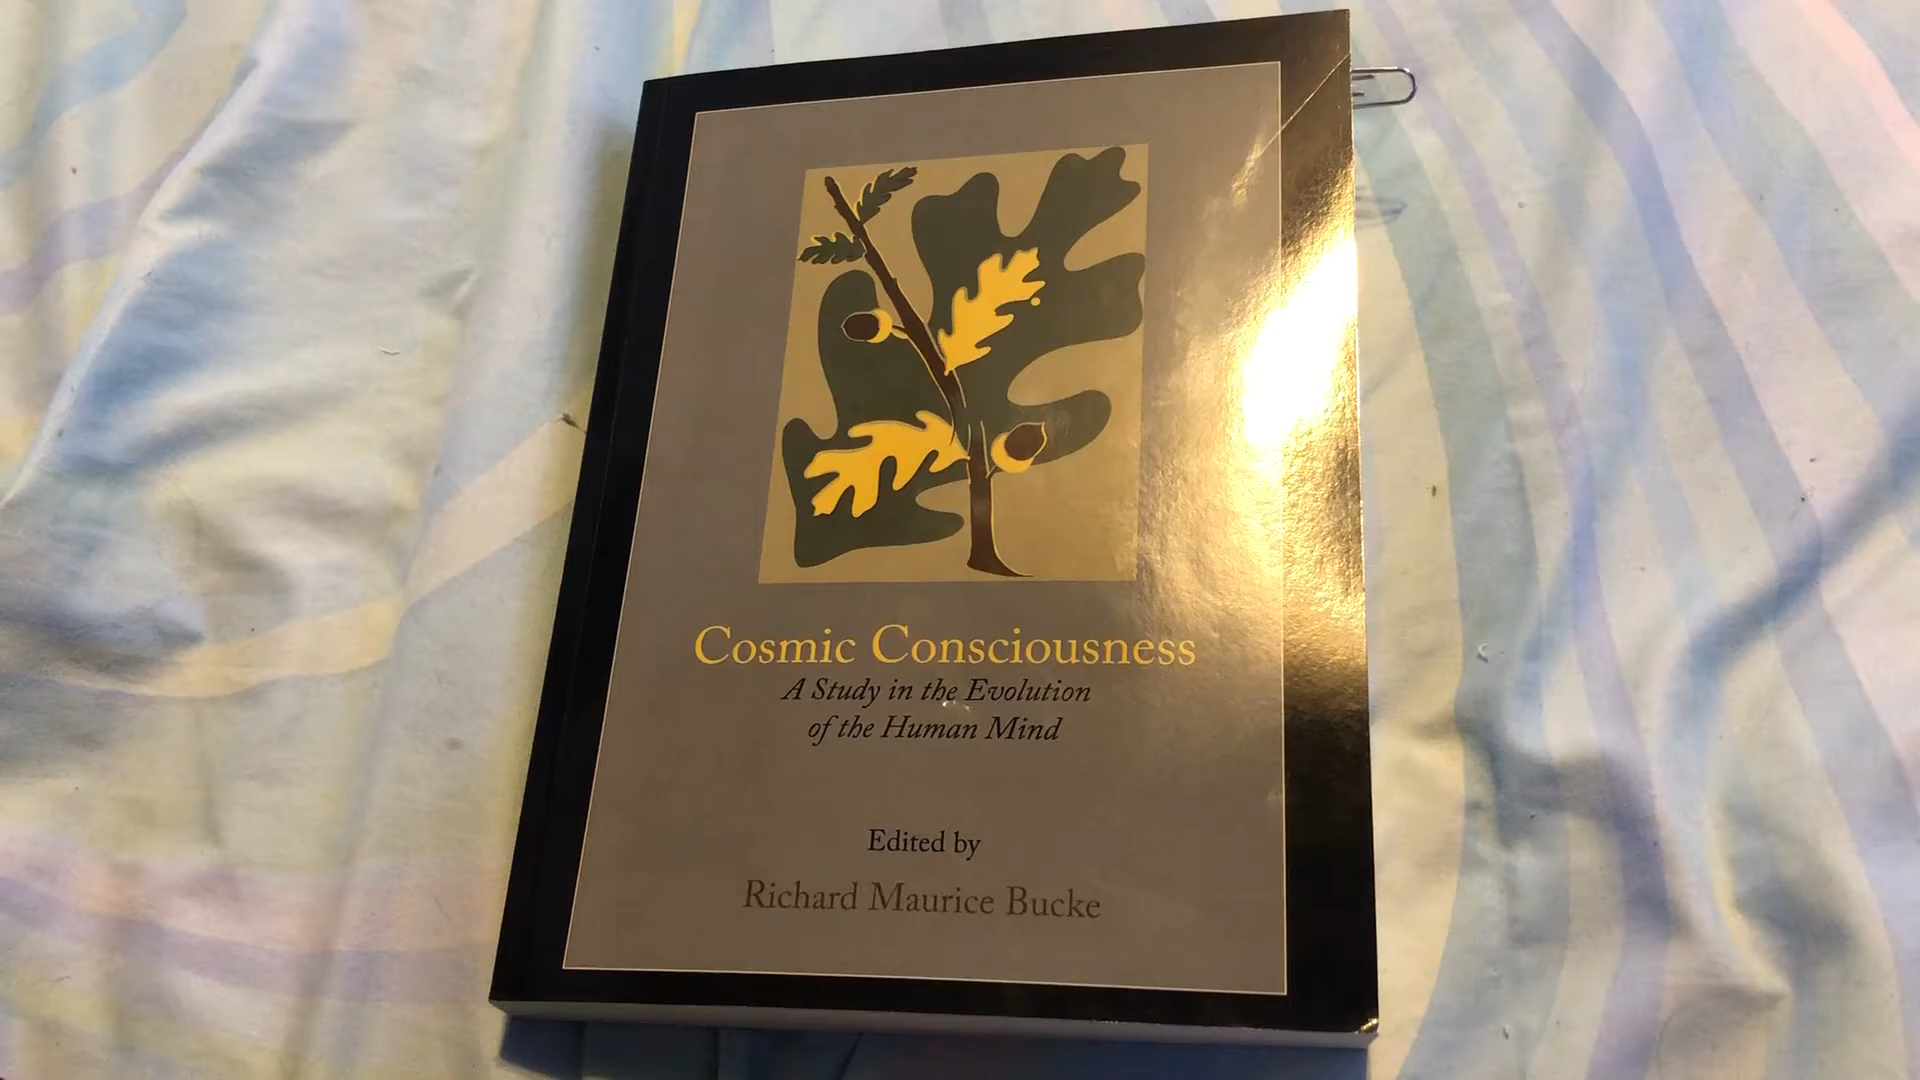 Cosmic Consciousness
A Study in the Evolution
of the Human Mind
Edited by
Richard Maurice Bucke